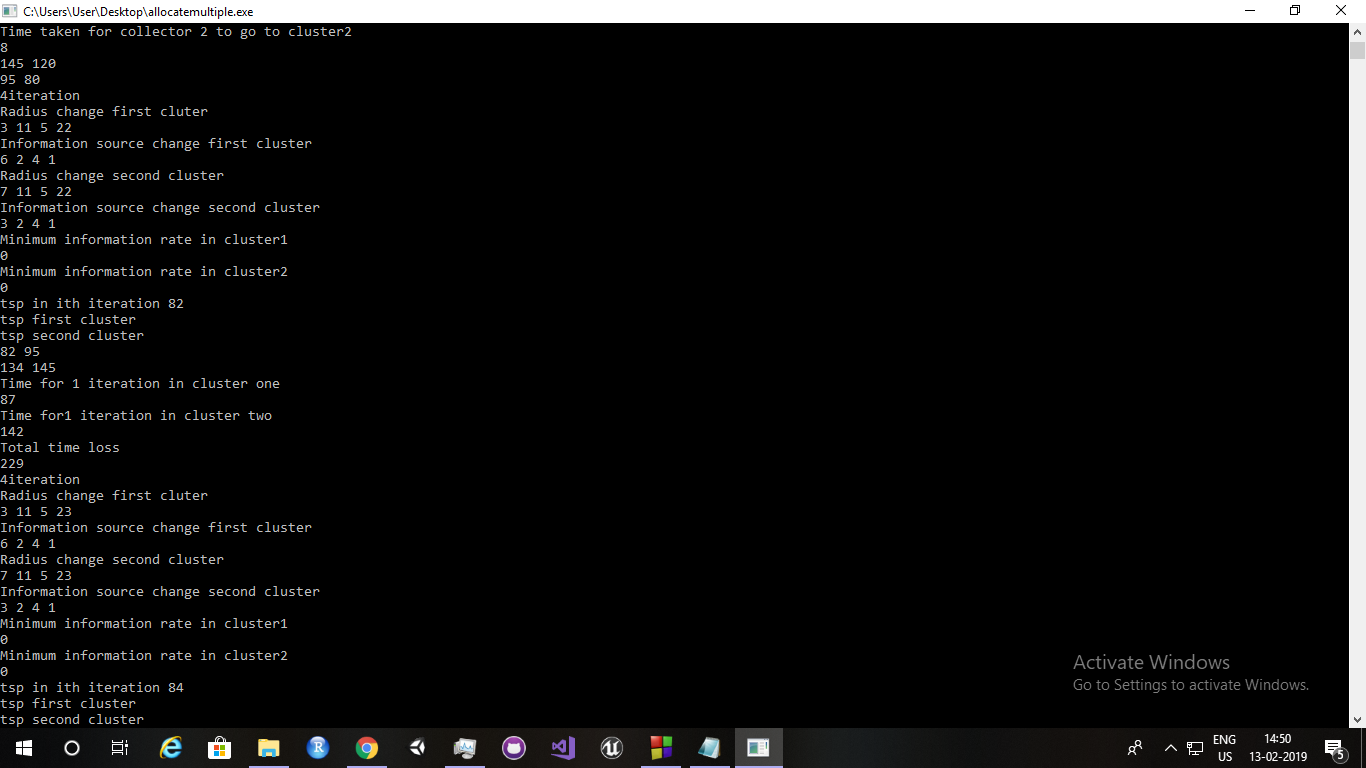 C:\Users\User\Desktop\allocatemultiple.exe
Time taken for collector 2 to go to cluster2
8
145 120
95 80
4iteration
Radius change first cluter
3 11 5 22
Information source change first cluster
6 2 4 1
Radius change second cluster
7 11 5 22
Information source change second cluster
3 2 4 1
Minimum information rate in cluster1
0
Minimum information rate in cluster2
0
tsp in ith iteration 82
tsp first cluster
tsp second cluster
82 95
134 145
Time for 1 iteration in cluster one
87
Time for1 iteration in cluster two
142
Total time loss
229
4iteration
Radius change first cluter
3 11 5 23
Information source change first cluster
6 2 4 1
Radius change second cluster
7 11 5 23
Information source change second cluster
3 2 4 1
Minimum information rate in cluster1
0
Minimum information rate in cluster2
0
tsp in ith iteration 84
tsp first cluster
tsp second cluster
Activate Windows
Go to Settings to activate Windows.
R
ENG
US
14:50
13-02-2019
5